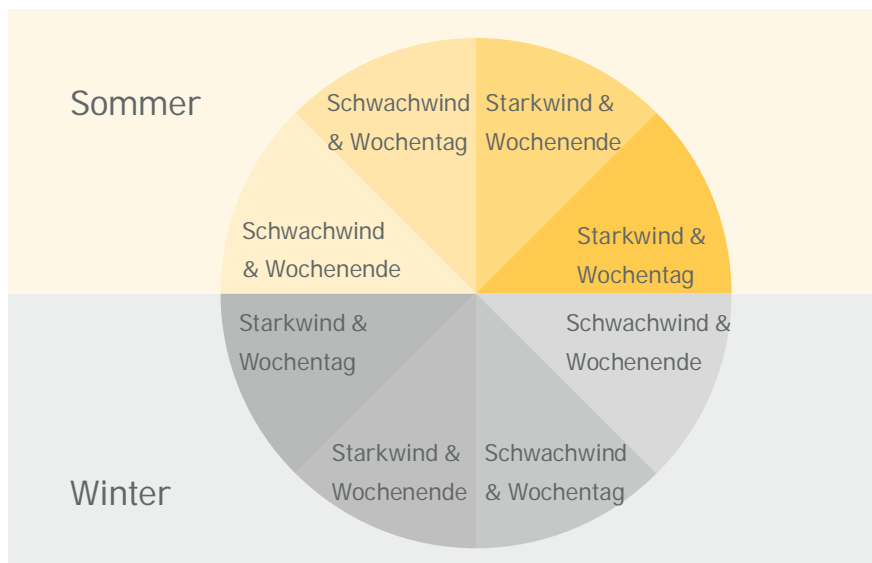 Sommer
Schwachwind
& Wochentag
Starkwind &
Wochenende
Schwachwind
& Wochenende
Starkwind &
Wochentag
Starkwind &
Wochentag
Schwachwind &
Wochenende
Winter
Starkwind &
Wochenende
Schwachwind
& Wochentag